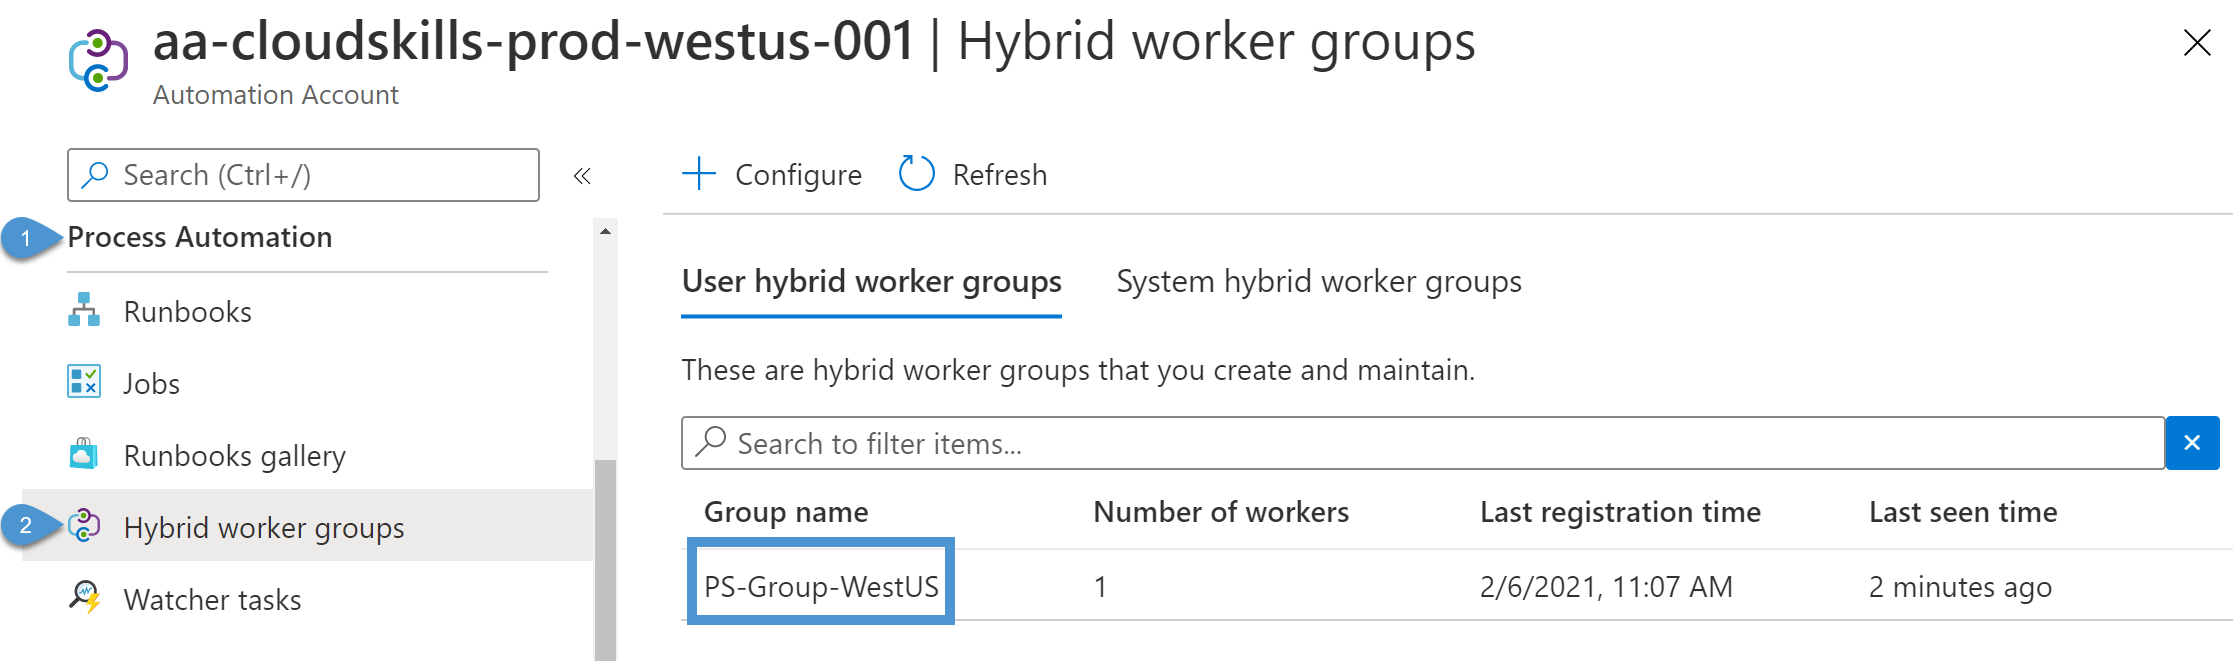 aa-cloudskills-prod-westus-001 | Hybrid worker groups
Automation Account
Search (Ctrl+/)
«
Configure
Refresh
1
Process Automation
Runbooks
Jobs
Runbooks gallery
2
Hybrid worker groups
Watcher tasks
User hybrid worker groups
System hybrid worker groups
These are hybrid worker groups that you create and maintain.
Search to filter items...
Group name Number of workers Last registration time Last seen time
PS-Group-WestUS 1 2/6/2021, 11:07 AM 2 minutes ago